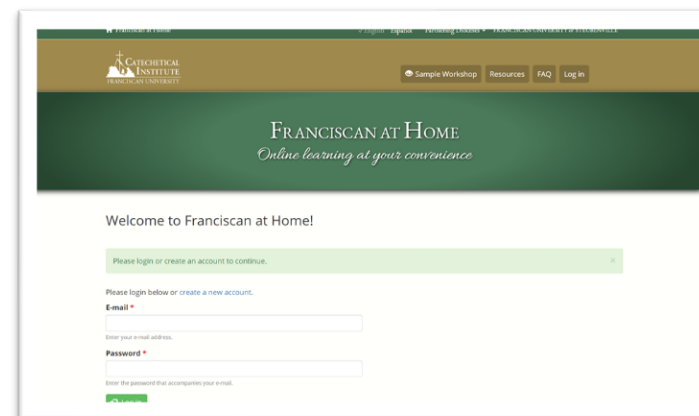 Franciscan at Home ✓ English Español Partnering Dioceses FRANCISCAN UNIVERSITY of STEUBENVILLE
CATECHETICAL
INSTITUTE
FRANCISCAN UNIVERSITY
Sample Workshop Resources FAQ Log in
FRANCISCAN AT HOME
Online learning at your convenience
Welcome to Franciscan at Home!
Please login or create an account to continue. ×
Please login below or create a new account.
E-mail *
Enter your e-mail address.
Password *
Enter the password that accompanies your e-mail.
Log in